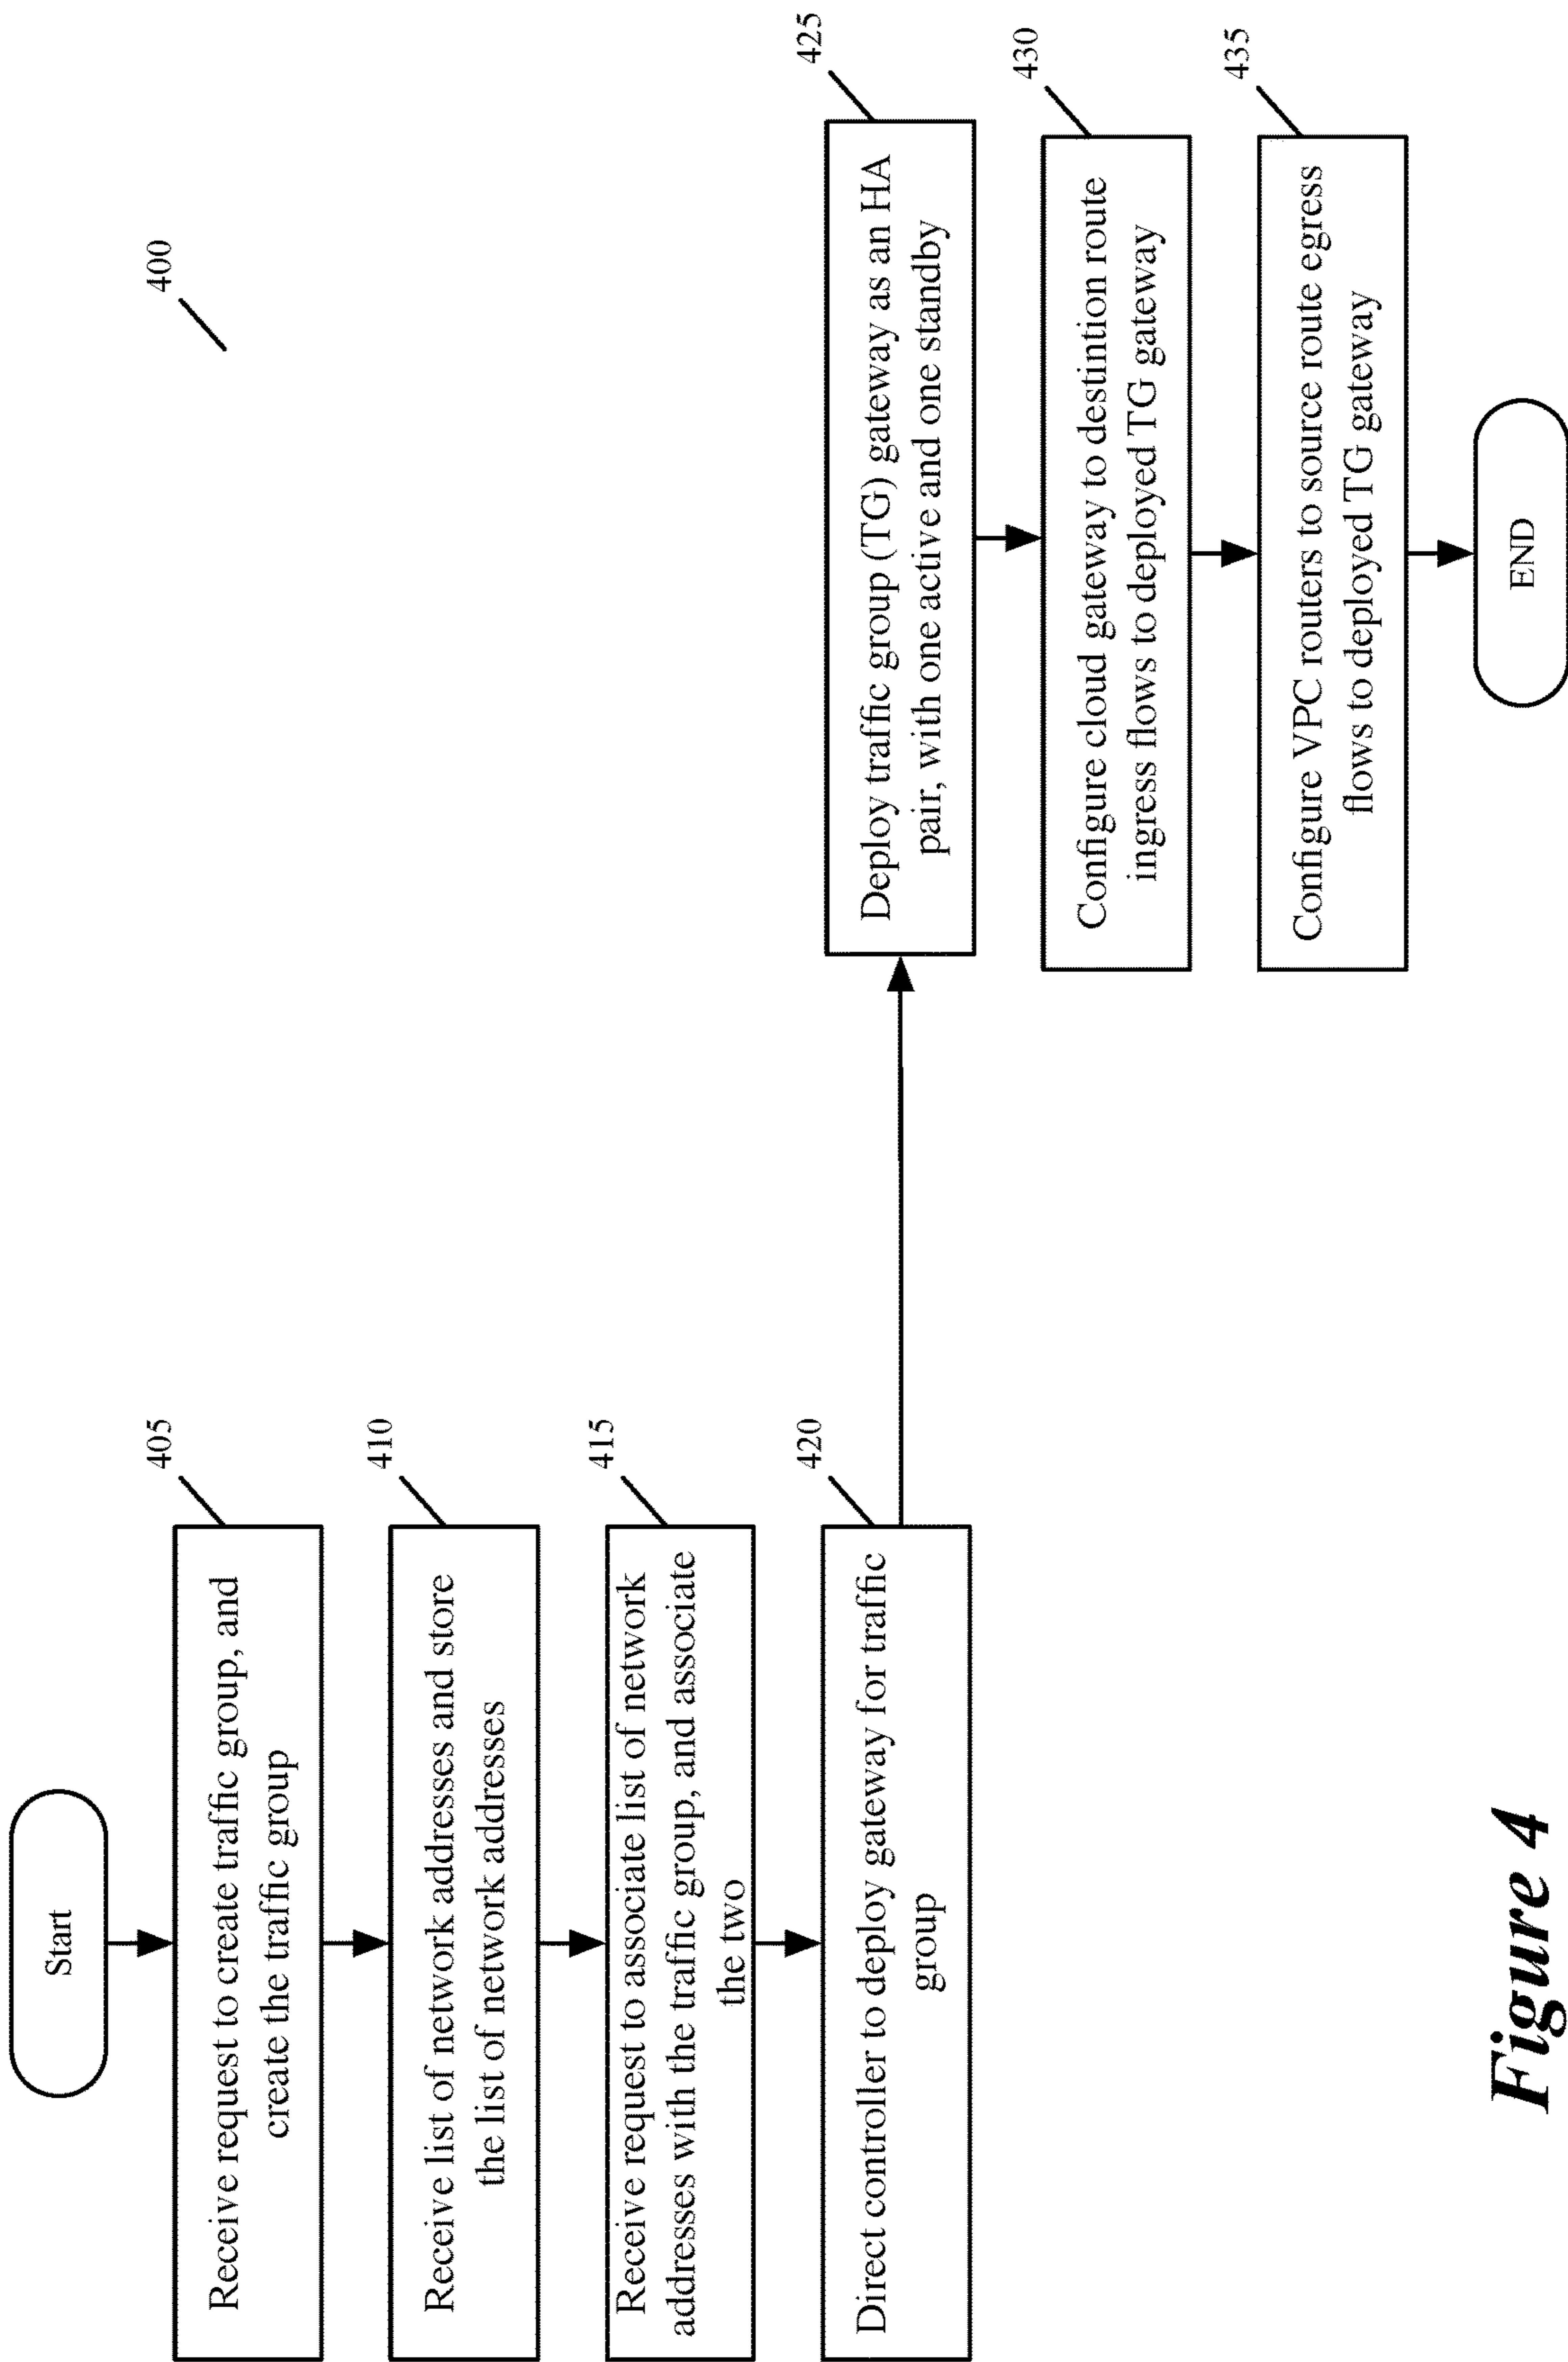 400
Start
405
Receive request to create traffic group, and
create the traffic group
410
Receive list of network addresses and store
the list of network addresses
415
Receive request to associate list of network
addresses with the traffic group, and associate
the two
420
Direct controller to deploy gateway for traffic
group
425
Deploy traffic group (TG) gateway as an HA
pair, with one active and one standby
430
Configure cloud gateway to destintion route
ingress flows to deployed TG gateway
435
Configure VPC routers to source route egress
flows to deployed TG gateway
END
Figure 4